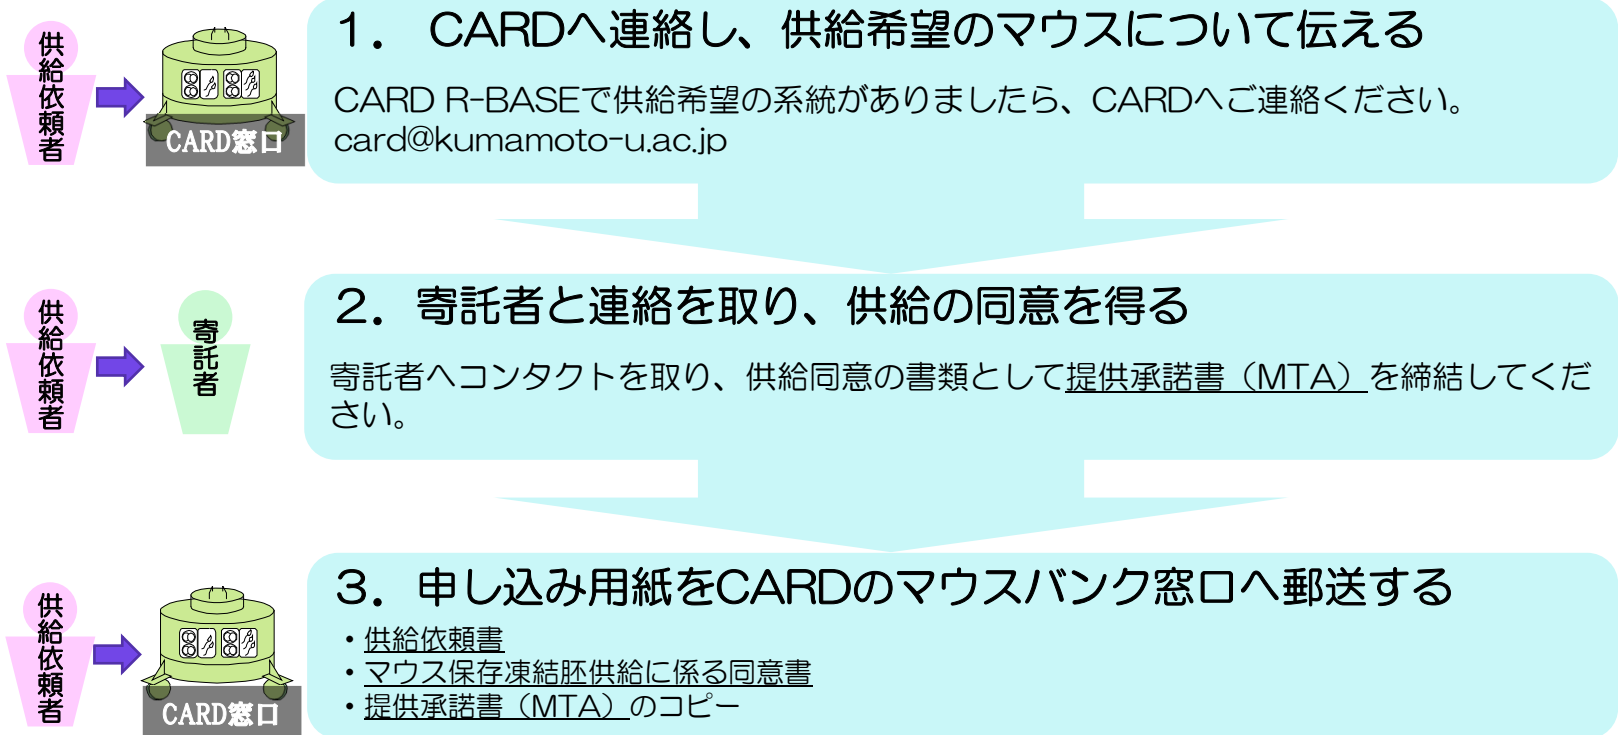 供給依頼者
CARD窓口
1. CARDへ連絡し、供給希望のマウスについて伝える
CARD R-BASEで供給希望の系統がありましたら、CARDへご連絡ください。
card@kumamoto-u.ac.jp
供給依頼者
寄託者
2. 寄託者と連絡を取り、供給の同意を得る
寄託者へコンタクトを取り、供給同意の書類として提供承諾書（MTA）を締結してくだ
さい。
供給依頼者
CARD窓口
3. 申し込み用紙をCARDのマウスバンク窓口へ郵送する
・供給依頼書
・マウス保存凍結胚供給に係る同意書
・提供承諾書（MTA）のコピー